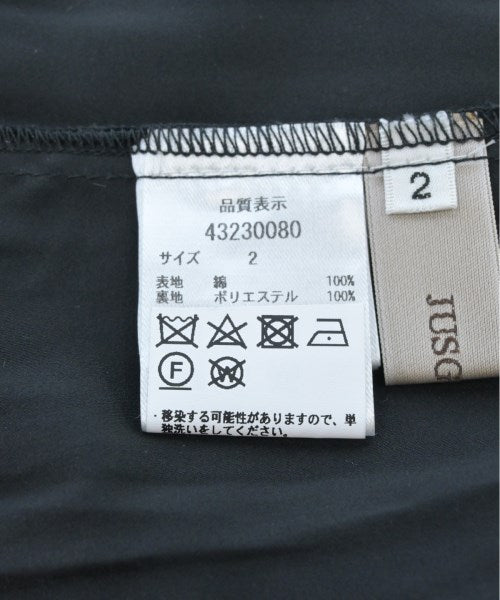 品質表示
43230080
サイズ 2
表地 綿 100%
裏地 ポリエステル 100%
F
W
・移染する可能性がありますので、単
独洗いをしてください。
2
JUSG